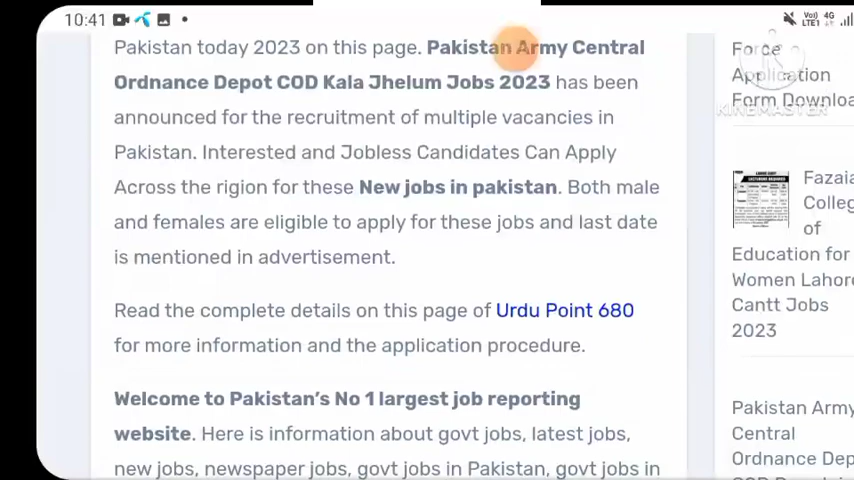 10:41
Vo) 4G
LTE1
Pakistan today 2023 on this page. Pakistan Army Central
Ordnance Depot COD Kala Jhelum Jobs 2023 has been
announced for the recruitment of multiple vacancies in
Pakistan. Interested and Jobless Candidates Can Apply
Across the rigion for these New jobs in pakistan. Both male
and females are eligible to apply for these jobs and last date
is mentioned in advertisement.
Read the complete details on this page of Urdu Point 680
for more information and the application procedure.
Welcome to Pakistan's No 1 largest job reporting
website. Here is information about govt jobs, latest jobs,
new jobs, newspaper jobs, govt jobs in Pakistan, govt jobs in
Force
Application
Form Downloa
KINEMASTER
Fazaia
Colleg
of
Education for
Women Lahore
Cantt Jobs
2023
Pakistan Army
Central
Ordnance Dep